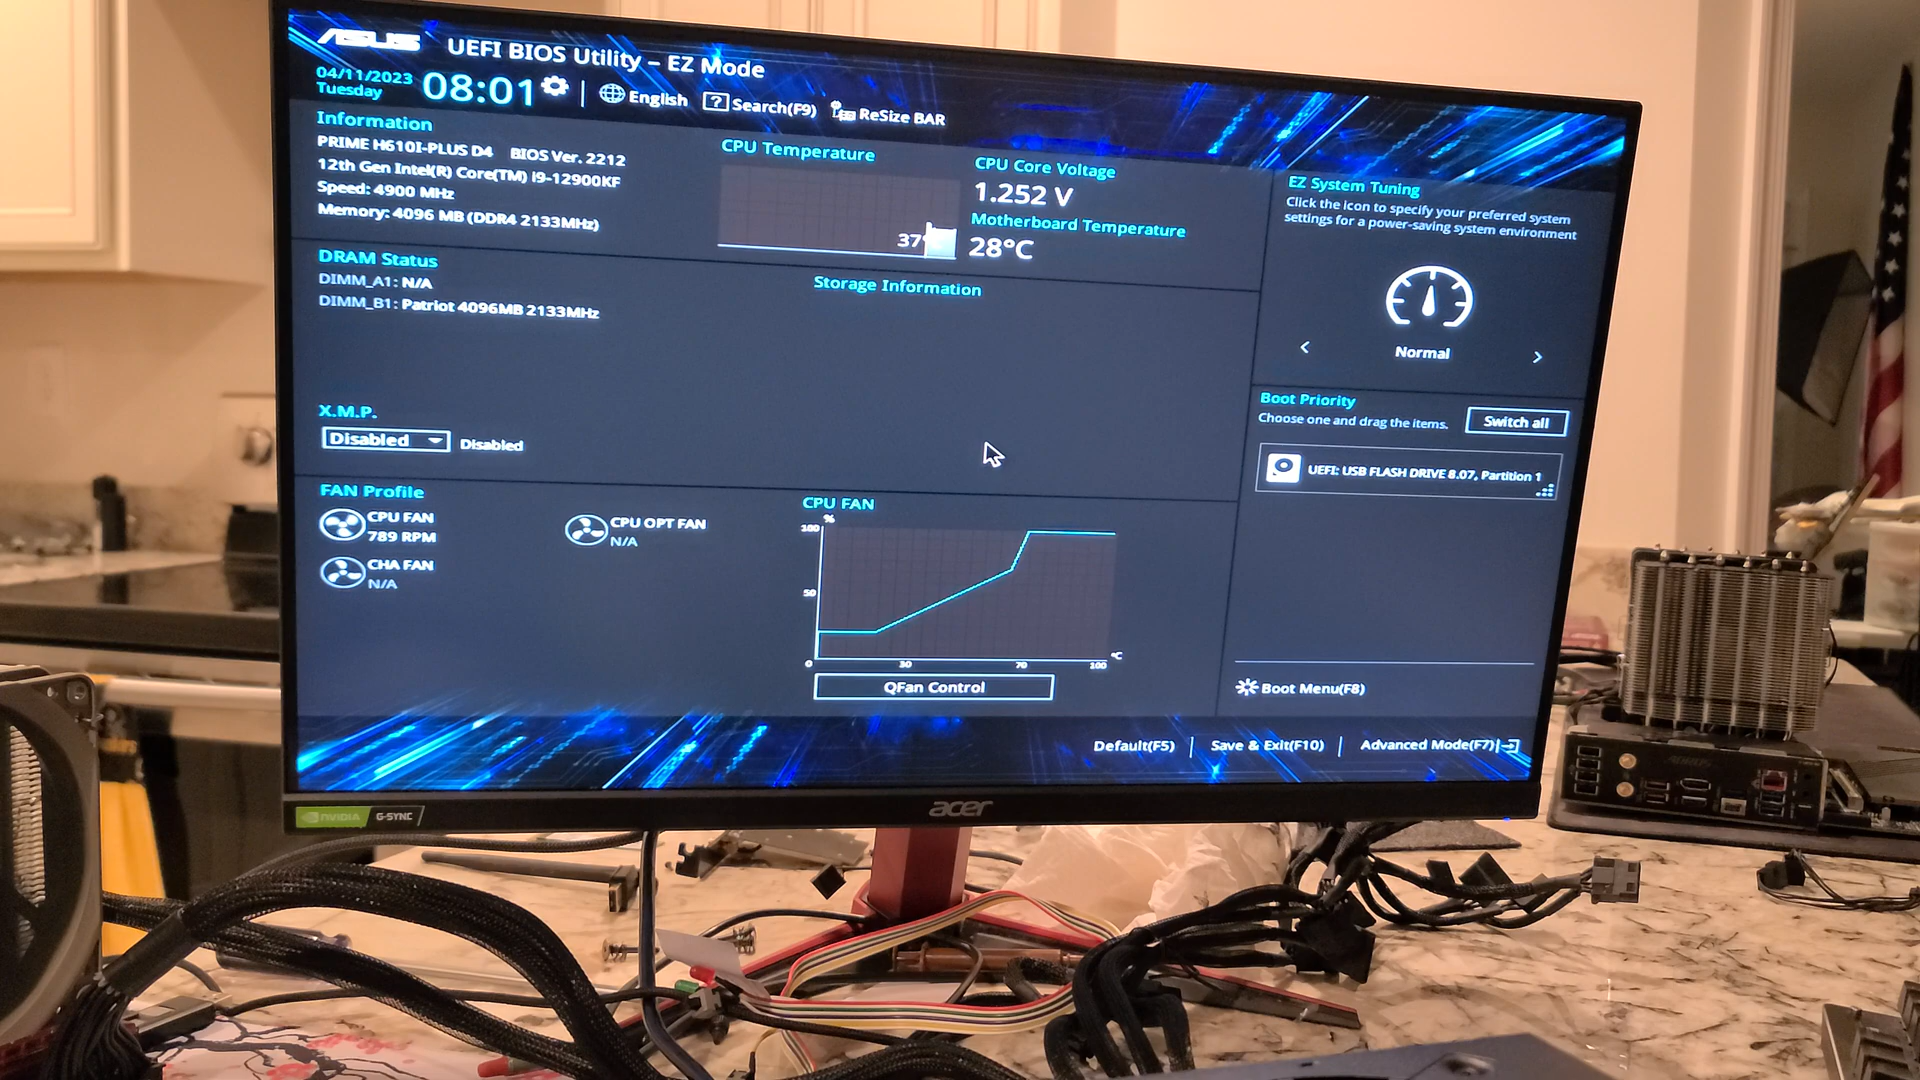 ASUS UEFI BIOS Utility – EZ Mode
04/11/2023
Tuesday
08:01
English
Search(F9)
ReSize BAR
Information
PRIME H610I-PLUS D4 BIOS Ver. 2212
12th Gen Intel(R) Core(TM) I9-12900KF
Speed: 4900 MHz
Memory: 4096 MB (DDR4 2133MHz)
CPU Temperature
37°
CPU Core Voltage
1.252 V
Motherboard Temperature
28°C
EZ System Tuning
Click the icon to specify your preferred system
settings for a power-saving system environment
Normal
DRAM Status
DIMM_A1: N/A
DIMM_B1: Patriot 4096MB 2133MHz
Storage Information
X.M.P.
Disabled
Disabled
Boot Priority
Choose one and drag the items.
Switch all
UEFI: USB FLASH DRIVE 8.07, Partition 1
FAN Profile
CPU FAN
789 RPM
CPU OPT FAN
N/A
CHA FAN
N/A
CPU FAN
%
100
50
0
30
70
100
°C
QFan Control
Boot Menu(F8)
Default(F5)
Save & Exit(F10)
Advanced Mode(F7)
NVIDIA G-SYNC
acer